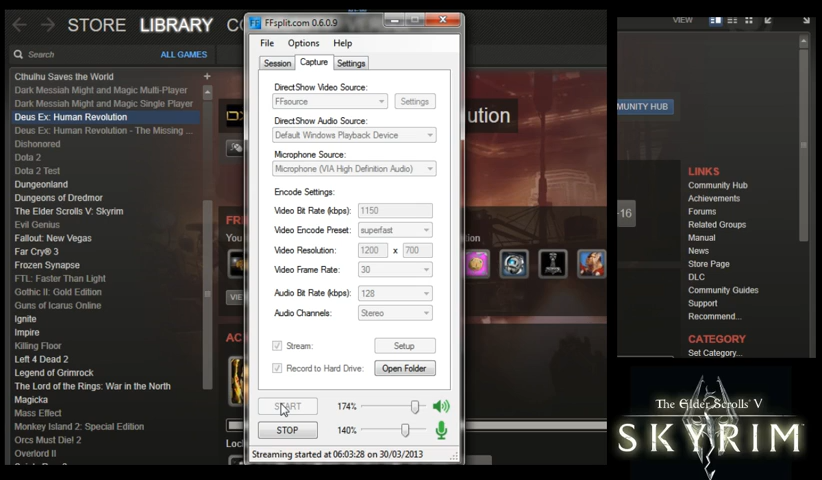 STORE LIBRARY
FFsplit.com 0.6.0.9
File Options Help
Session Capture Settings
DirectShow Video Source:
FFsource Settings
DirectShow Audio Source:
Default Windows Playback Device
Microphone Source:
Microphone (VIA High Definition Audio)
Encode Settings:
Video Bit Rate (kbps): 1150
Video Encode Preset: superfast
Video Resolution: 1200 x 700
Video Frame Rate: 30
Audio Bit Rate (kbps): 128
Audio Channels: Stereo
Stream: Setup
Record to Hard Drive: Open Folder
START 174%
STOP 140%
Streaming started at 06:03:28 on 30/03/2013
Search ALL GAMES
Cthulhu Saves the World +
Dark Messiah Might and Magic Multi-Player
Dark Messiah Might and Magic Single Player
Deus Ex: Human Revolution
Deus Ex: Human Revolution - The Missing ...
Dishonored
Dota 2
Dota 2 Test
Dungeonland
Dungeons of Dredmor
The Elder Scrolls V: Skyrim
Evil Genius
Fallout: New Vegas
Far Cry® 3
Frozen Synapse
FTL: Faster Than Light
Gothic II: Gold Edition
Guns of Icarus Online
Ignite
Impire
Killing Floor
Left 4 Dead 2
Legend of Grimrock
The Lord of the Rings: War in the North
Magicka
Mass Effect
Monkey Island 2: Special Edition
Orcs Must Die! 2
Overlord II
VIEW
-16
LINKS
Community Hub
Achievements
Forums
Related Groups
Manual
News
Store Page
DLC
Community Guides
Support
Recommend...
CATEGORY
Set Category...
The Elder Scrolls V
SKYRIM